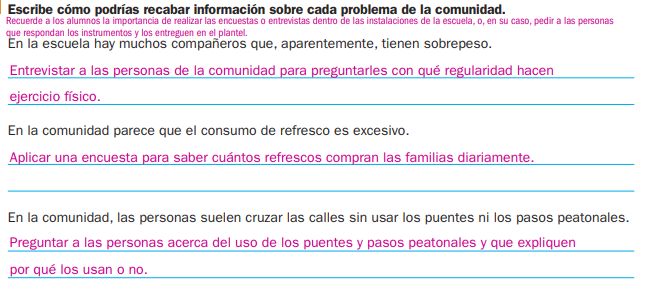 Escribe cómo podrías recabar información sobre cada problema de la comunidad.
Recuerde a los alumnos la importancia de realizar las encuestas o entrevistas dentro de las instalaciones de la escuela, o, en su caso, pedir a las personas
que respondan los instrumentos y los entreguen en el plantel.
En la escuela hay muchos compañeros que, aparentemente, tienen sobrepeso.
Entrevistar a las personas de la comunidad para preguntarles con qué regularidad hacen
ejercicio físico.
En la comunidad parece que el consumo de refresco es excesivo.
Aplicar una encuesta para saber cuántos refrescos compran las familias diariamente.
En la comunidad, las personas suelen cruzar las calles sin usar los puentes ni los pasos peatonales.
Preguntar a las personas acerca del uso de los puentes y pasos peatonales y que expliquen
por qué los usan o no.